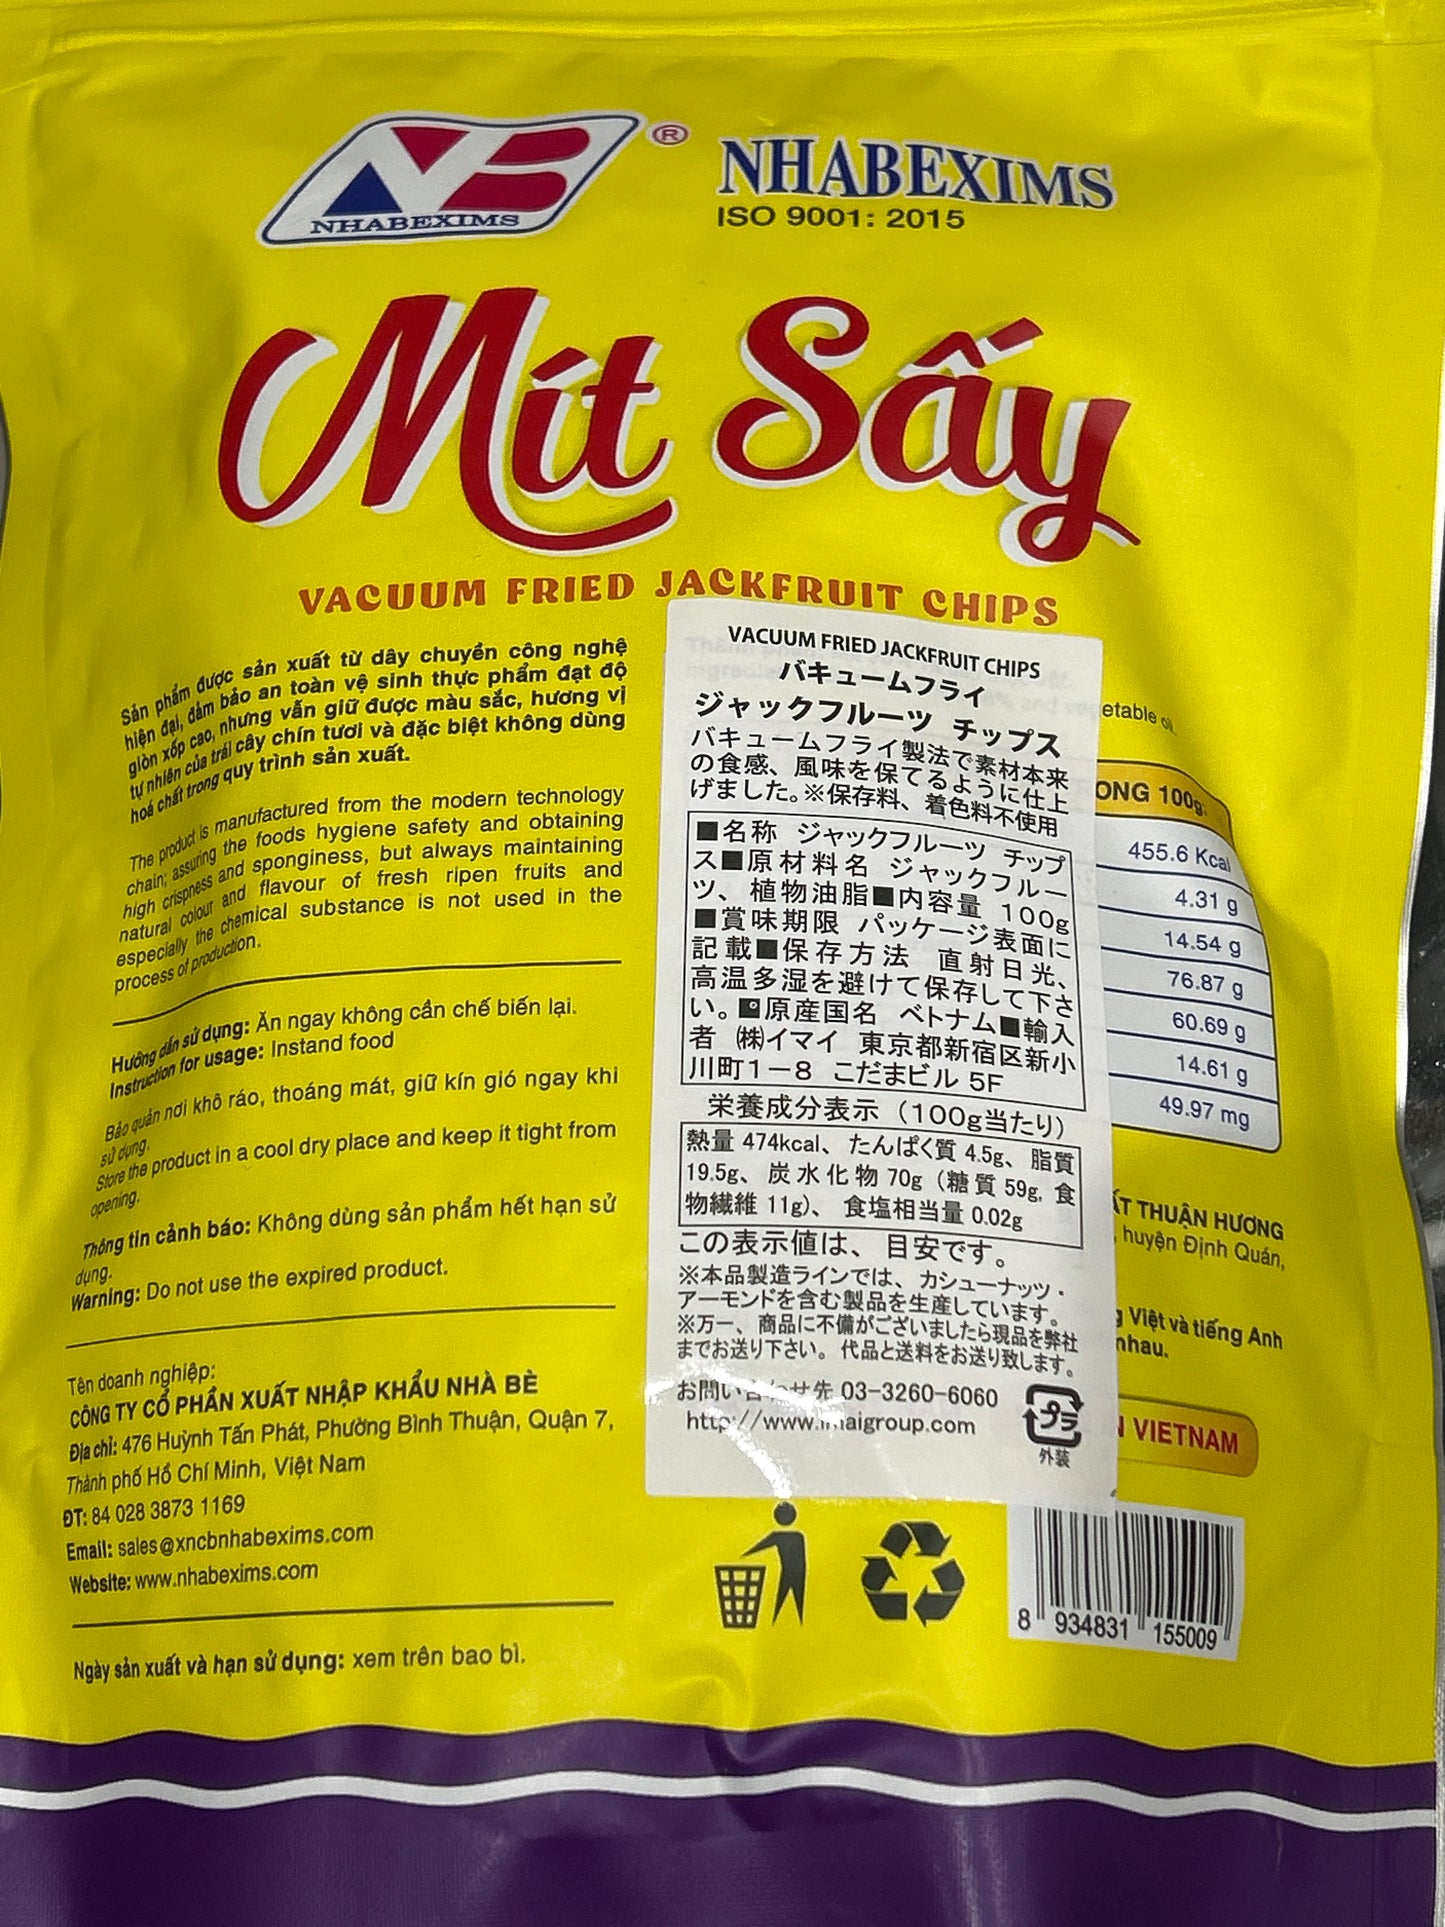 NHABEXIMS
®
NHABEXIMS
ISO 9001: 2015
Mít Sấy
VACUUM FRIED JACKFRUIT CHIPS
Sản phẩm được sản xuất từ dây chuyền công nghệ
hiện đại, đảm bảo an toàn vệ sinh thực phẩm đạt độ
giòn xốp cao, nhưng vẫn giữ được màu sắc, hương vị
tự nhiên của trái cây chín tươi và đặc biệt không dùng
hoá chất trong quy trình sản xuất.
The product is manufactured from the modern technology
chain; assuring the foods hygiene safety and obtaining
high crispness and sponginess, but always maintaining
natural colour and flavour of fresh ripen fruits and
especially the chemical substance is not used in the
process of production.
Hướng dẫn sử dụng: Ăn ngay không cần chế biến lại.
Instruction for usage: Instand food
Bảo quản nơi khô ráo, thoáng mát, giữ kín gió ngay khi
sử dụng.
Store the product in a cool dry place and keep it tight from
opening.
Thông tin cảnh báo: Không dùng sản phẩm hết hạn sử
dụng.
Warning: Do not use the expired product.
Tên doanh nghiệp:
CÔNG TY CỔ PHẦN XUẤT NHẬP KHẨU NHÀ BÈ
Địa chỉ: 476 Huỳnh Tấn Phát, Phường Bình Thuận, Quận 7,
Thành phố Hồ Chí Minh, Việt Nam
ĐT: 84 028 3873 1169
Email: sales@xncbnhabexims.com
Website: www.nhabexims.com
Ngày sản xuất và hạn sử dụng: xem trên bao bì.
VACUUM FRIED JACKFRUIT CHIPS
バキュームフライ
ジャックフルーツ チップス
バキュームフライ製法で素材本来
の食感、風味を保てるように仕上
げました。※保存料、着色料不使用
■名称 ジャックフルーツ チップ
ス■原材料名 ジャックフルー
ツ、植物油脂■内容量 100g
■賞味期限 パッケージ表面に
記載■保存方法 直射日光、
高温多湿を避けて保存して下さ
い。■原産国名 ベトナム■輸入
者 ㈱イマイ 東京都新宿区新小
川町1－8 こだまビル 5F
栄養成分表示（100g当たり）
熱量 474kcal、たんぱく質 4.5g、脂質
19.5g、炭水化物 70g（糖質 59g, 食
物繊維 11g）、食塩相当量 0.02g
この表示値は、目安です。
※本品製造ラインでは、カシューナッツ・
アーモンドを含む製品を生産しています。
※万一、商品に不備がございましたら現品を弊社
までお送り下さい。代品と送料をお送り致します。
お問い合わせ先 03-3260-6060
http://www.imaigroup.com
プラ
外装
etable oil.
ONG 100g:
455.6 Kcal
4.31 g
14.54 g
76.87 g
60.69 g
14.61 g
49.97 mg
ẤT THUẬN HƯƠNG
, huyện Định Quán,
g Việt và tiếng Anh
nhau.
N VIETNAM
8 934831 155009